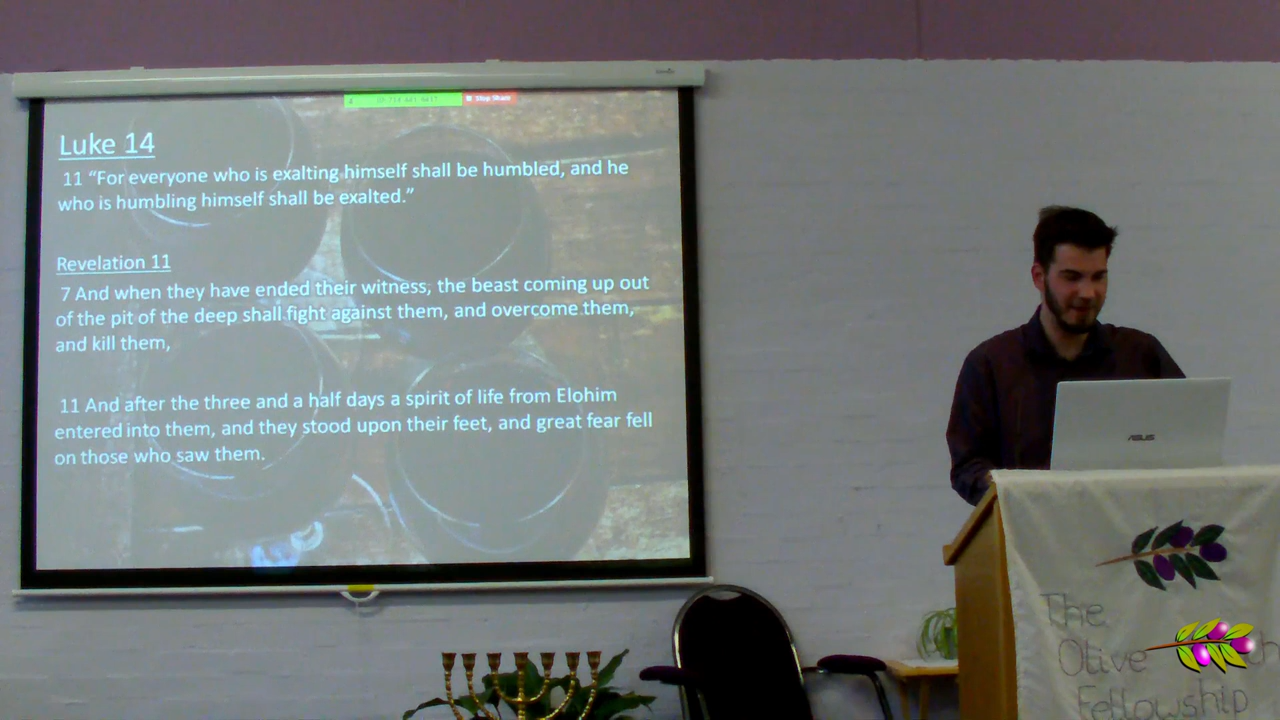 Stop Share
Luke 14
11 “For everyone who is exalting himself shall be humbled, and he
who is humbling himself shall be exalted.”
Revelation 11
7 And when they have ended their witness, the beast coming up out
of the pit of the deep shall fight against them, and overcome them,
and kill them,
11 And after the three and a half days a spirit of life from Elohim
entered into them, and they stood upon their feet, and great fear fell
on those who saw them.
ASUS
The
Olive
Fellowship